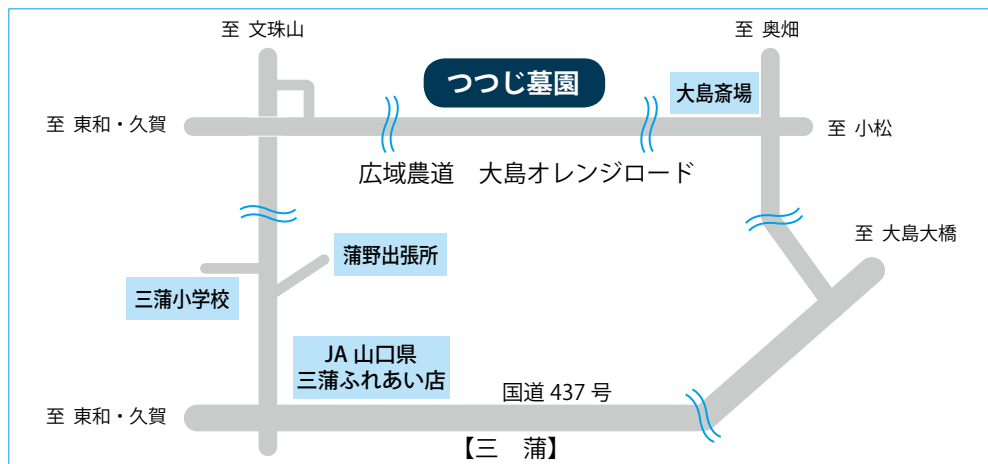 至 文珠山
至 奥畑
つつじ墓園
大島斎場
至 東和・久賀
至 小松
広域農道　大島オレンジロード
至 大島大橋
蒲野出張所
三蒲小学校
JA 山口県
三蒲ふれあい店
国道 437 号
至 東和・久賀
【三　蒲】